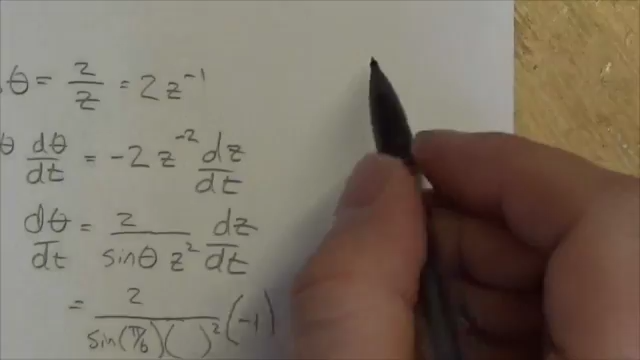 θ = 2/z = 2z⁻¹
θ dθ/dt = -2z⁻² dz/dt
dθ/dt = 2/(sinθ z²) dz/dt
= 2/(sin(π/6)( )²) (-1)